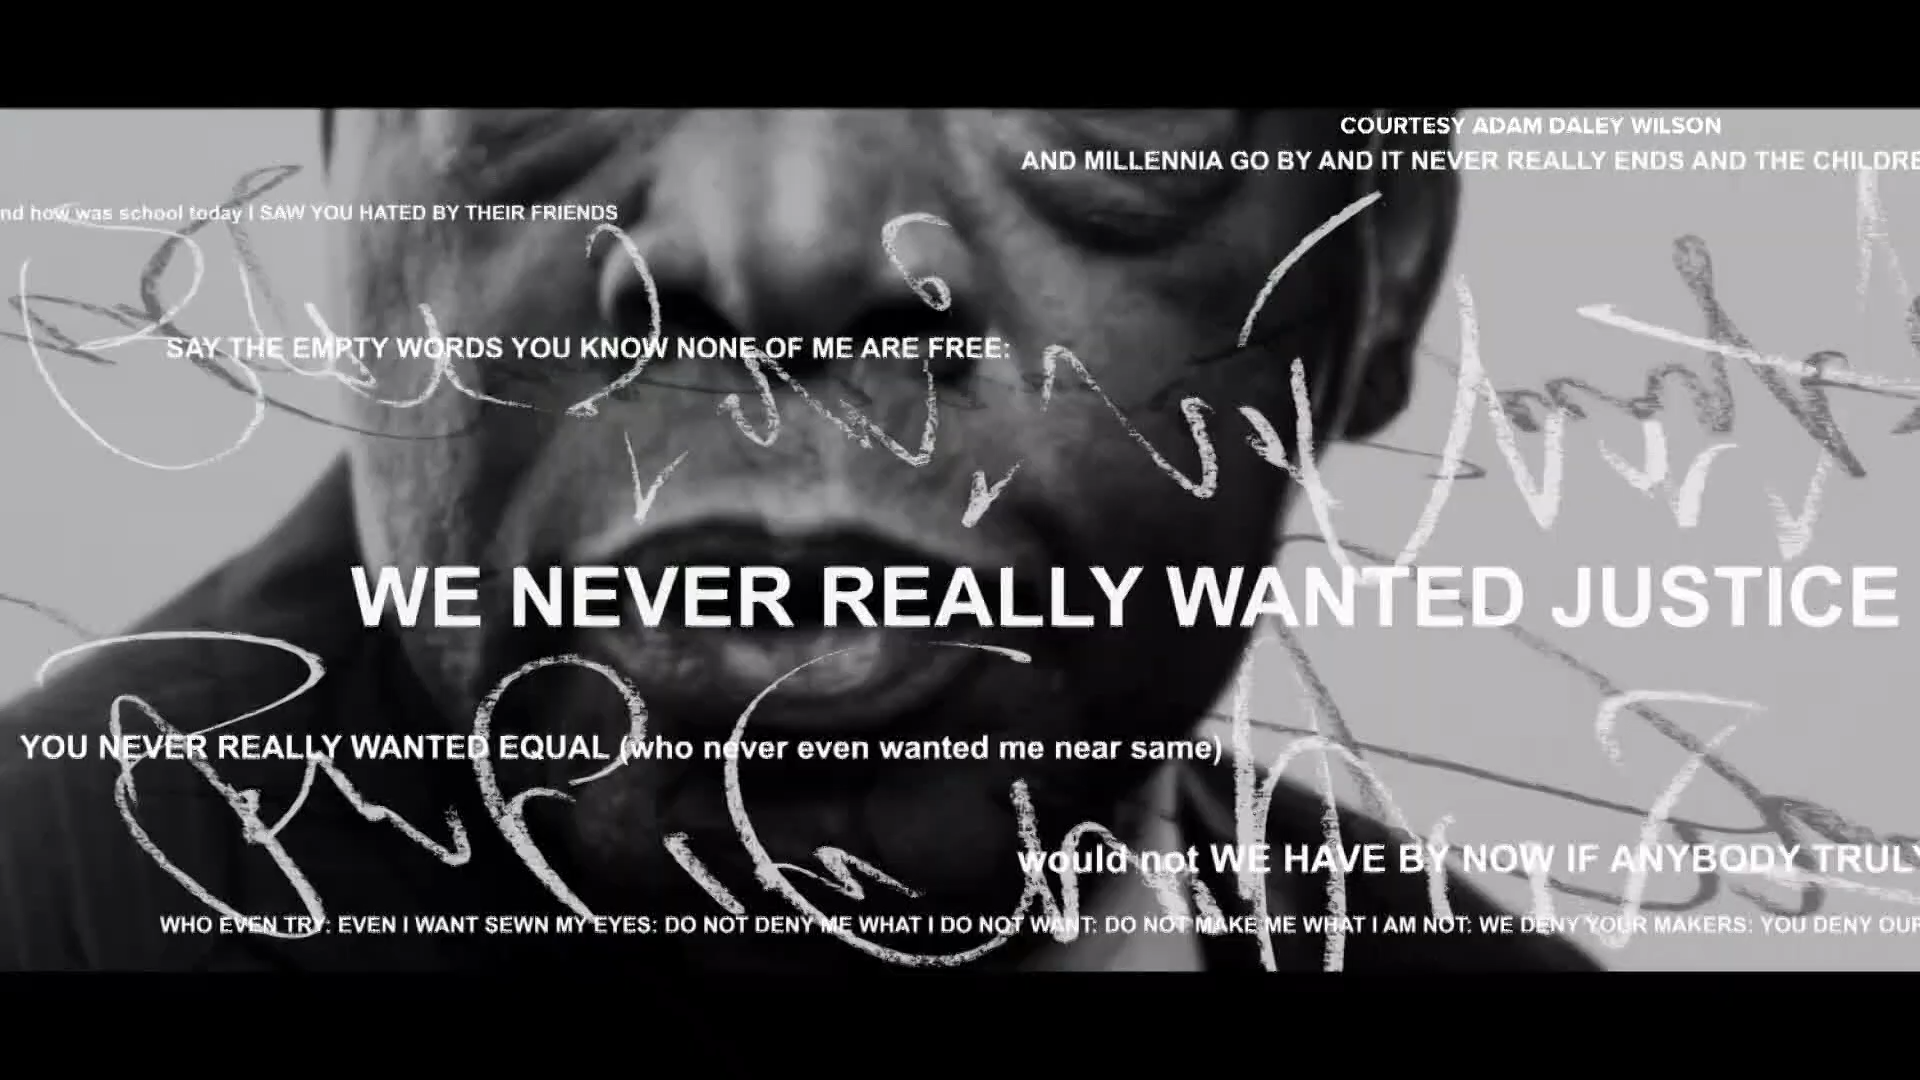 COURTESY ADAM DALEY WILSON
AND MILLENNIA GO BY AND IT NEVER REALLY ENDS AND THE CHILDRE
nd how was school today I SAW YOU HATED BY THEIR FRIENDS
SAY THE EMPTY WORDS YOU KNOW NONE OF ME ARE FREE:
WE NEVER REALLY WANTED JUSTICE
YOU NEVER REALLY WANTED EQUAL (who never even wanted me near same)
would not WE HAVE BY NOW IF ANYBODY TRULY
WHO EVEN TRY: EVEN I WANT SEWN MY EYES: DO NOT DENY ME WHAT I DO NOT WANT: DO NOT MAKE ME WHAT I AM NOT: WE DENY YOUR MAKERS: YOU DENY OUR